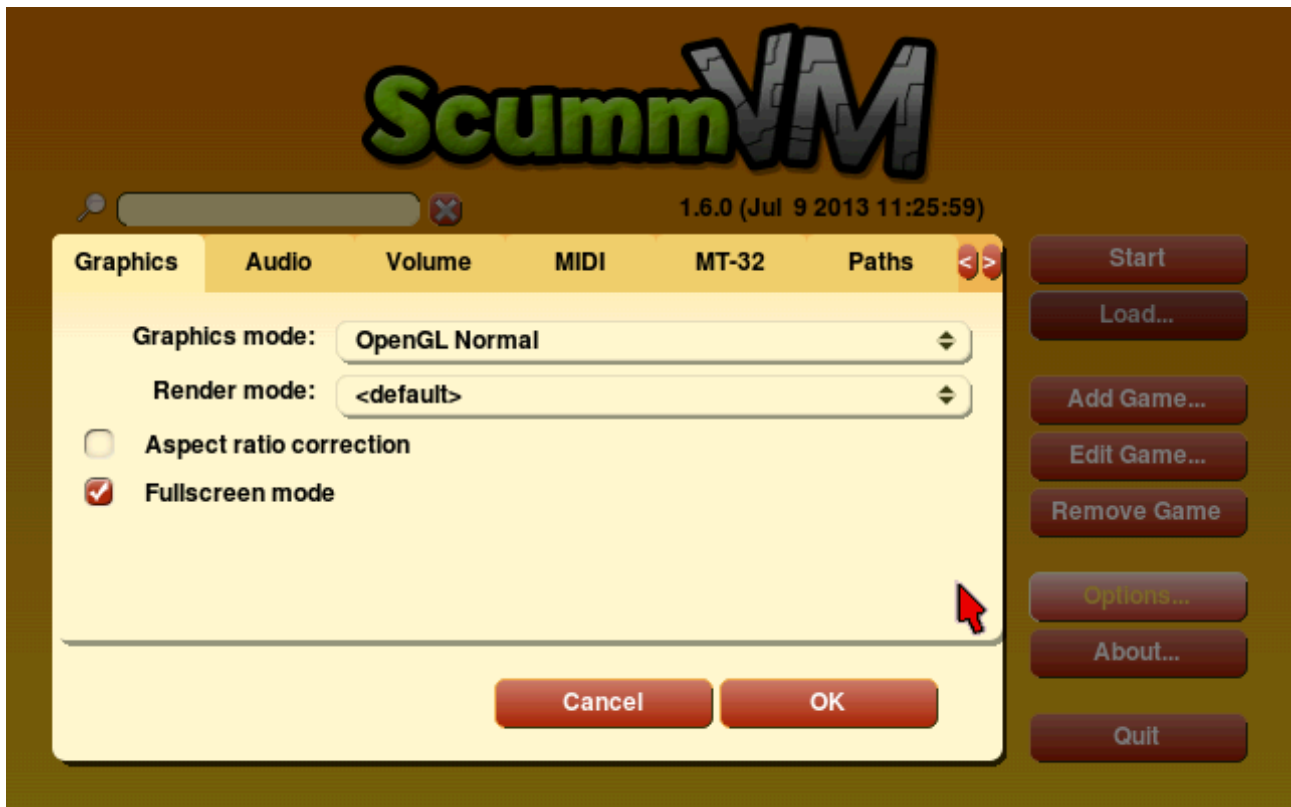 ScummVM
1.6.0 (Jul 9 2013 11:25:59)
Graphics Audio Volume MIDI MT-32 Paths < >
Graphics mode: OpenGL Normal
Render mode: <default>
Aspect ratio correction
Fullscreen mode
Cancel OK
Start
Load...
Add Game...
Edit Game...
Remove Game
Options...
About...
Quit